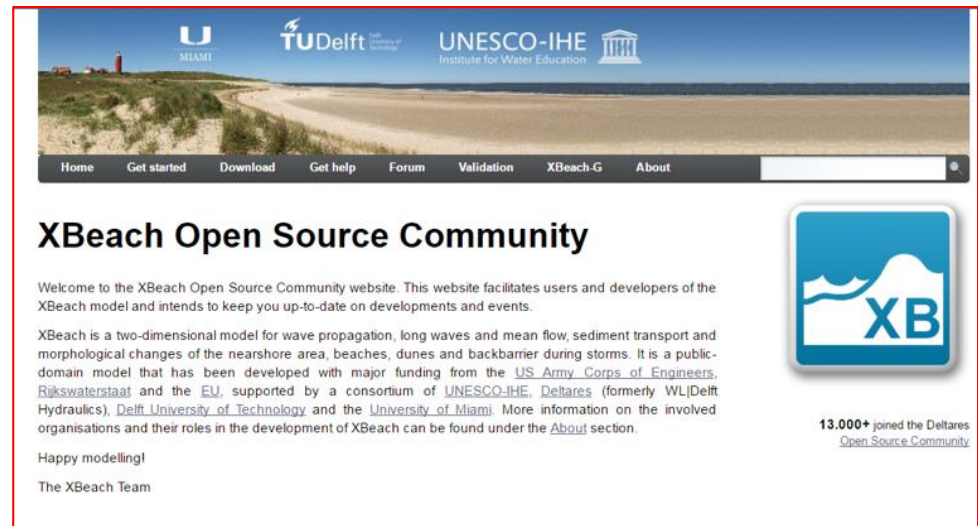 MIAMI
TUDelft
UNESCO-IHE
Institute for Water Education
Home Get started Download Get help Forum Validation XBeach-G About
XBeach Open Source Community
Welcome to the XBeach Open Source Community website. This website facilitates users and developers of the
XBeach model and intends to keep you up-to-date on developments and events.
XBeach is a two-dimensional model for wave propagation, long waves and mean flow, sediment transport and
morphological changes of the nearshore area, beaches, dunes and backbarrier during storms. It is a public-
domain model that has been developed with major funding from the US Army Corps of Engineers,
Rijkswaterstaat and the EU, supported by a consortium of UNESCO-IHE, Deltares (formerly WL|Delft
Hydraulics), Delft University of Technology and the University of Miami. More information on the involved
organisations and their roles in the development of XBeach can be found under the About section.
Happy modelling!
The XBeach Team
XB
13.000+ joined the Deltares
Open Source Community